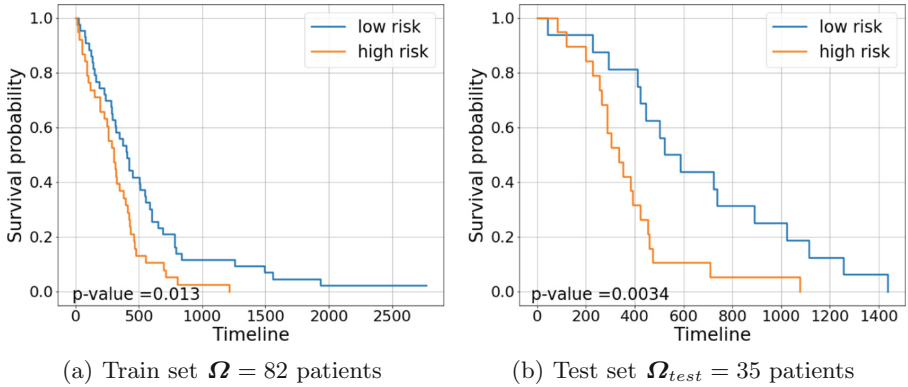 low risk
high risk
Survival probability
1.0
0.8
0.6
0.4
0.2
0.0
p-value =0.013
0 500 1000 1500 2000 2500
Timeline
(a) Train set Ω = 82 patients
low risk
high risk
Survival probability
1.0
0.8
0.6
0.4
0.2
0.0
p-value =0.0034
0 200 400 600 800 1000 1200 1400
Timeline
(b) Test set Ω_test = 35 patients